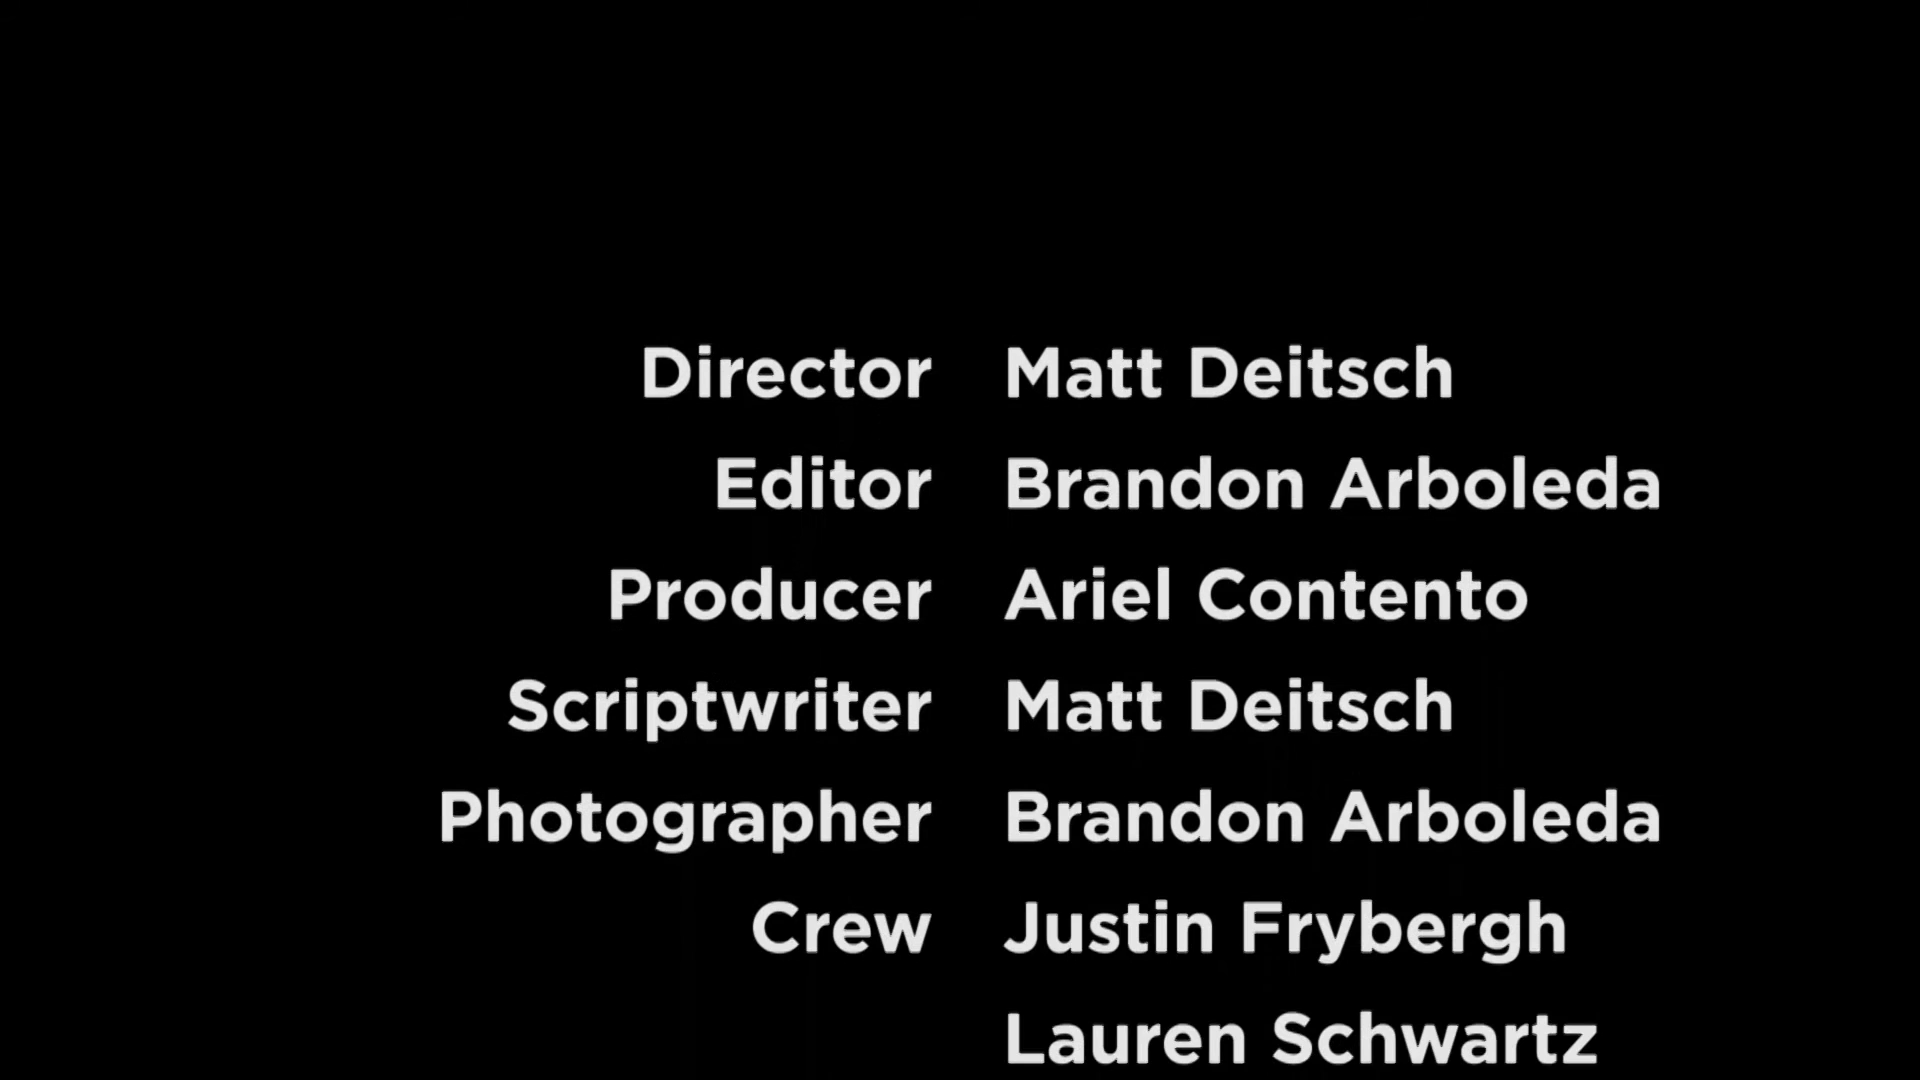 Director Matt Deitsch
Editor Brandon Arboleda
Producer Ariel Contento
Scriptwriter Matt Deitsch
Photographer Brandon Arboleda
Crew Justin Frybergh
Lauren Schwartz